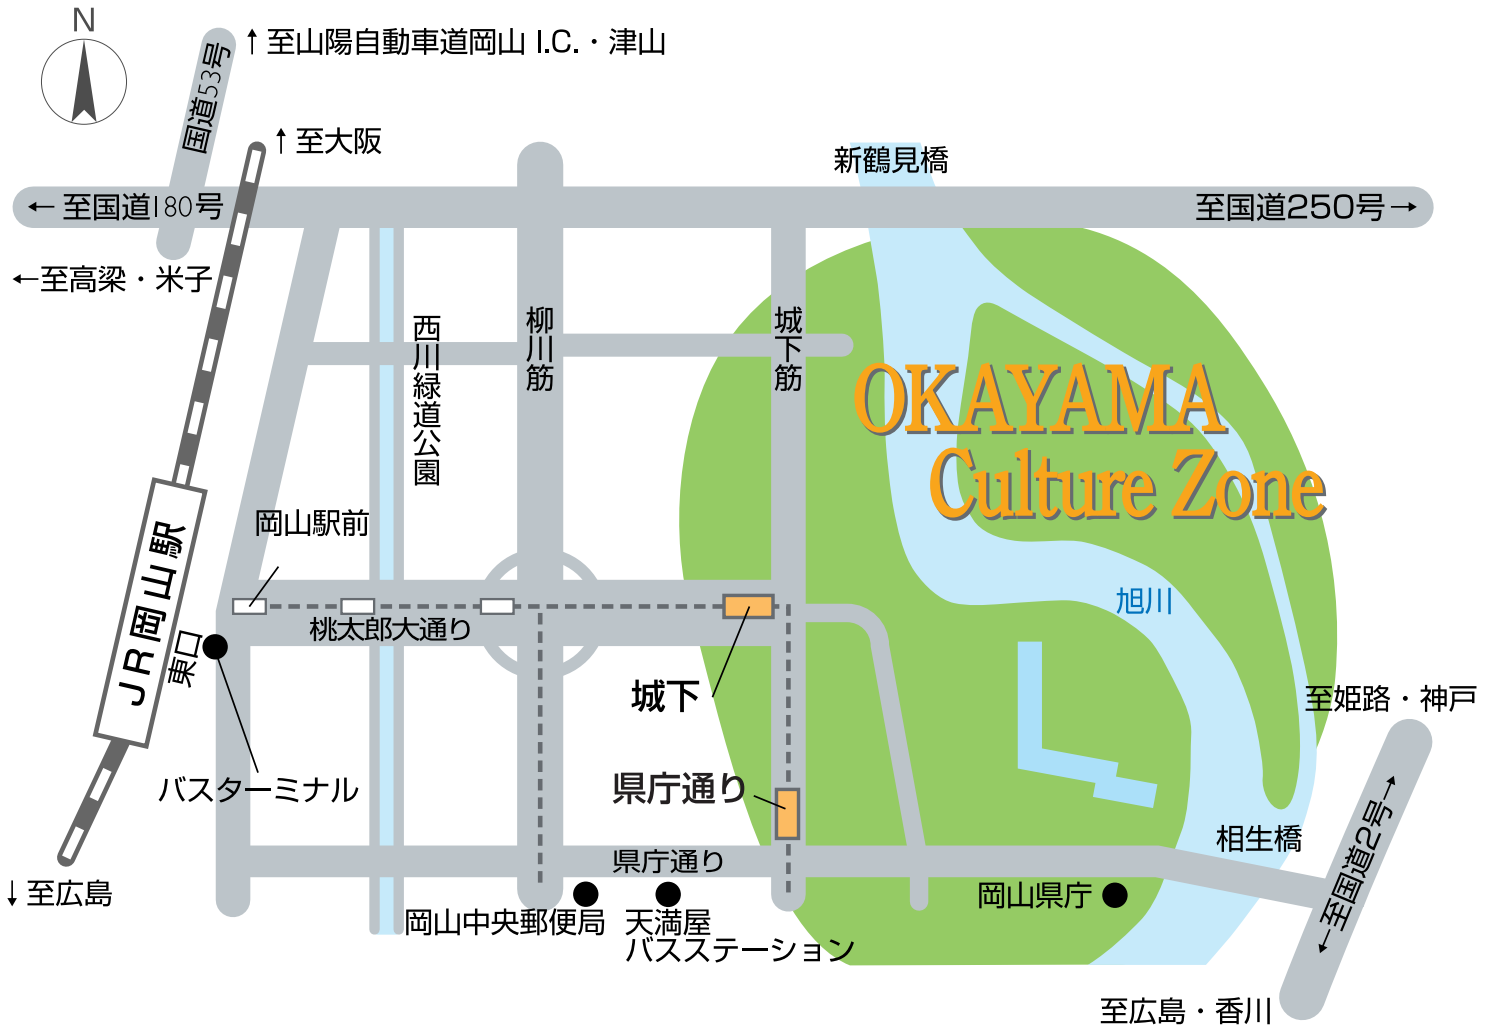 N
国道53号
↑ 至山陽自動車道岡山 I.C.・津山
↑ 至大阪
新鶴見橋
← 至国道180号
至国道250号→
←至高梁・米子
西川緑道公園
柳川筋
城下筋
OKAYAMA
Culture Zone
岡山駅前
JR岡山駅
東口
桃太郎大通り
旭川
城下
至姫路・神戸
バスターミナル
県庁通り
相生橋
←至国道2号→
県庁通り
↓ 至広島
岡山中央郵便局
天満屋
バスステーション
岡山県庁
至広島・香川